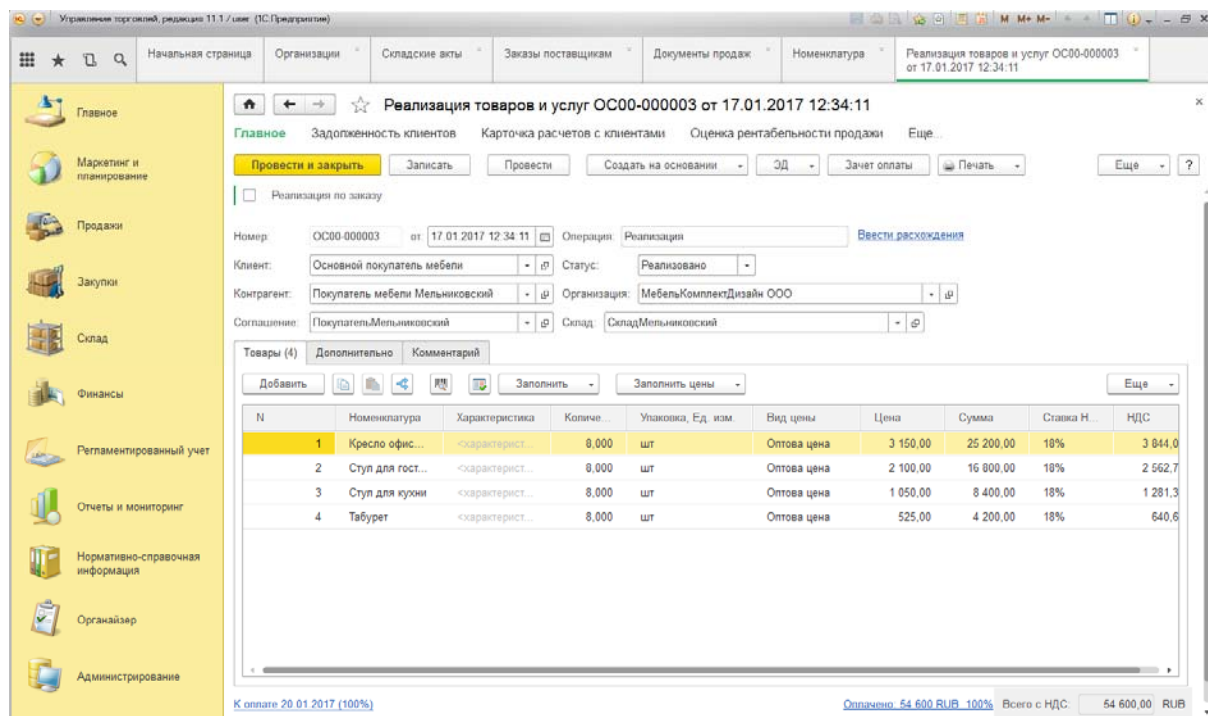 Управление торговлей, редакция 11.1 / user (1С:Предприятие)
M M+ M-
Начальная страница
Организации
Складские акты
Заказы поставщикам
Документы продаж
Номенклатура
Реализация товаров и услуг ОС00-000003
от 17.01.2017 12:34:11
Главное
Маркетинг и
планирование
Продажи
Закупки
Склад
Финансы
Регламентированный учет
Отчеты и мониторинг
Нормативно-справочная
информация
Органайзер
Администрирование
Реализация товаров и услуг ОС00-000003 от 17.01.2017 12:34:11
Главное Задолженность клиентов Карточка расчетов с клиентами Оценка рентабельности продажи Еще...
Провести и закрыть Записать Провести Создать на основании ЭД Зачет оплаты Печать Еще ?
Реализация по заказу
Номер: ОС00-000003 от: 17.01.2017 12:34:11 Операция: Реализация Ввести расхождения
Клиент: Основной покупатель мебели Статус: Реализовано
Контрагент: Покупатель мебели Мельниковский Организация: МебельКомплектДизайн ООО
Соглашение: ПокупательМельниковский Склад: СкладМельниковский
Товары (4) Дополнительно Комментарий
Добавить Заполнить Заполнить цены Еще
N Номенклатура Характеристика Количе... Упаковка, Ед. изм. Вид цены Цена Сумма Ставка Н... НДС
1 Кресло офис... <характерист... 8,000 шт Оптова цена 3 150,00 25 200,00 18% 3 844,0
2 Стул для гост... <характерист... 8,000 шт Оптова цена 2 100,00 16 800,00 18% 2 562,7
3 Стул для кухни <характерист... 8,000 шт Оптова цена 1 050,00 8 400,00 18% 1 281,3
4 Табурет <характерист... 8,000 шт Оптова цена 525,00 4 200,00 18% 640,6
К оплате 20.01.2017 (100%) Оплачено: 54 600 RUB 100% Всего с НДС: 54 600,00 RUB